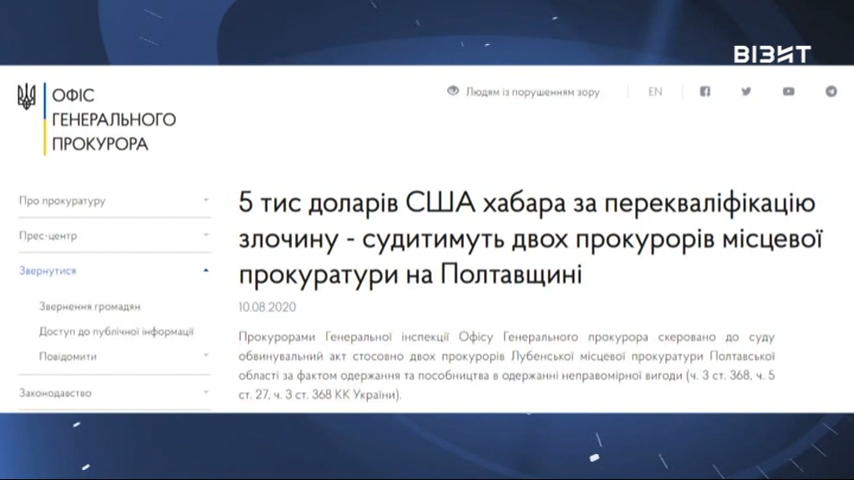 ВІЗИТ
ОФІС
ГЕНЕРАЛЬНОГО
ПРОКУРОРА
Людям із порушенням зору
EN
Про прокуратуру
Прес-центр
Звернутися
Звернення громадян
Доступ до публічної інформації
Повідомити
Законодавство
5 тис доларів США хабара за перекваліфікацію
злочину - судитимуть двох прокурорів місцевої
прокуратури на Полтавщині
10.08.2020
Прокурорами Генеральної інспекції Офісу Генерального прокурора скеровано до суду
обвинувальний акт стосовно двох прокурорів Лубенської місцевої прокуратури Полтавської
області за фактом одержання та пособництва в одержанні неправомірної вигоди (ч. 3 ст. 368, ч. 5
ст. 27, ч. 3 ст. 368 КК України).